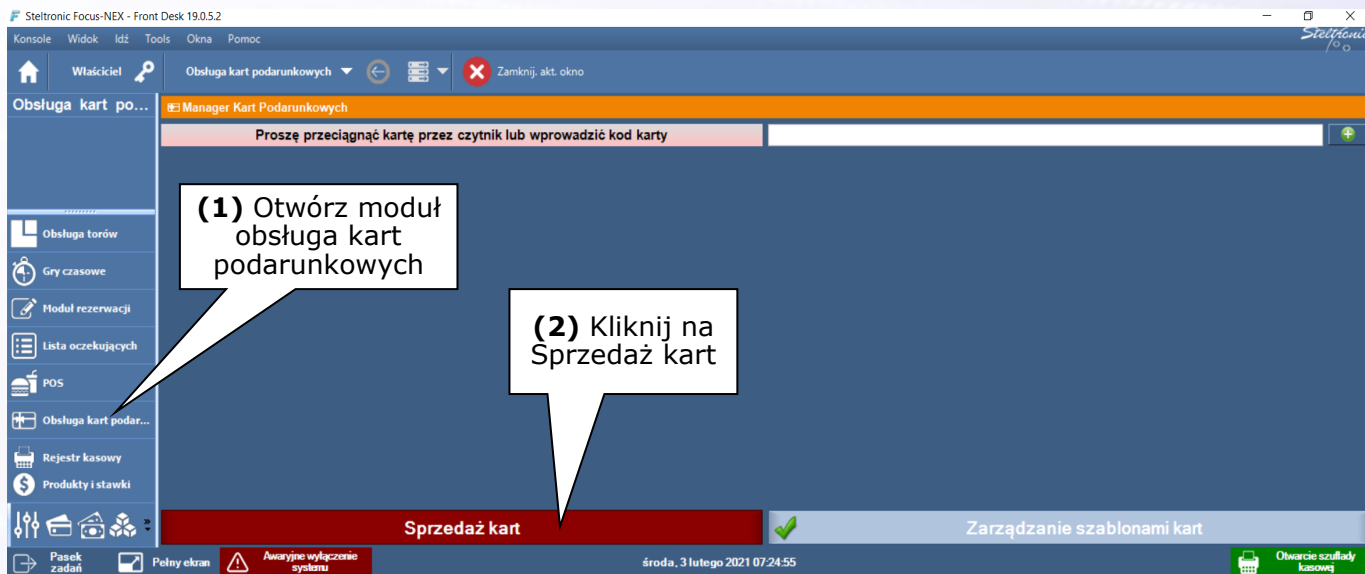 Steltronic Focus-NEX - Front Desk 19.0.5.2
Konsole Widok Idź Tools Okna Pomoc
Steltronic
Właściciel Obsługa kart podarunkowych Zamknij. akt. okno
Obsługa kart po...
Manager Kart Podarunkowych
Proszę przeciągnąć kartę przez czytnik lub wprowadzić kod karty
(1) Otwórz moduł
obsługa kart
podarunkowych
Obsługa torów
Gry czasowe
Moduł rezerwacji
Lista oczekujących
POS
Obsługa kart podar...
Rejestr kasowy
Produkty i stawki
(2) Kliknij na
Sprzedaż kart
Sprzedaż kart
Zarządzanie szablonami kart
Pasek
zadań
Pełny ekran
Awaryjne wyłączenie
systemu
środa, 3 lutego 2021 07:24:55
Otwarcie szuflady
kasowej